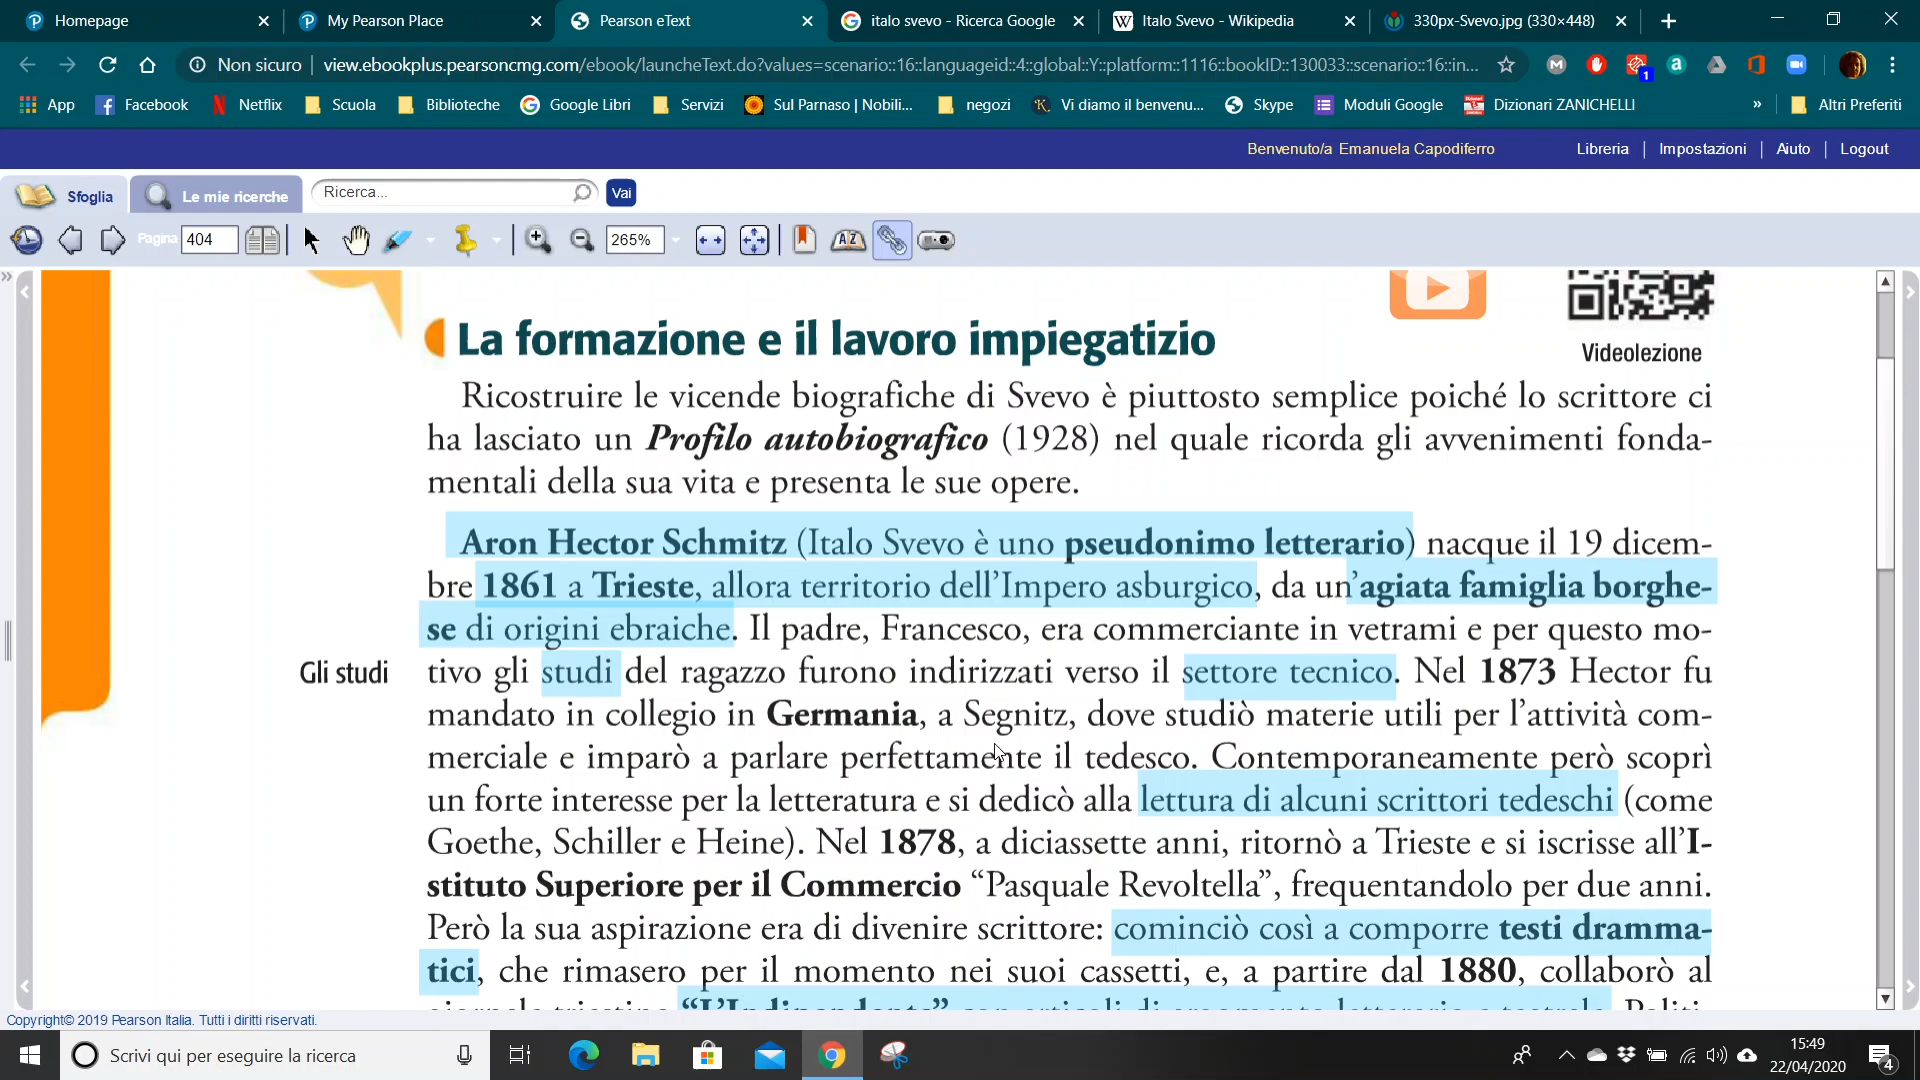 Homepage
My Pearson Place
Pearson eText
italo svevo - Ricerca Google
Italo Svevo - Wikipedia
330px-Svevo.jpg (330×448)
Non sicuro
view.ebookplus.pearsoncmg.com/ebook/launcheText.do?values=scenario::16::languageid::4::global::Y::platform::1116::bookID::130033::scenario::16::in...
1
App
Facebook
Netflix
Scuola
Biblioteche
Google Libri
Servizi
Sul Parnaso | Nobili...
negozi
Vi diamo il benvenu...
Skype
Moduli Google
Dizionari ZANICHELLI
»
Altri Preferiti
Benvenuto/a Emanuela Capodiferro
Libreria | Impostazioni | Aiuto | Logout
Sfoglia
Le mie ricerche
Ricerca...
Vai
Pagina
404
265%
La formazione e il lavoro impiegatizio
Videolezione
Ricostruire le vicende biografiche di Svevo è piuttosto semplice poiché lo scrittore ci
ha lasciato un Profilo autobiografico (1928) nel quale ricorda gli avvenimenti fonda-
mentali della sua vita e presenta le sue opere.
Aron Hector Schmitz (Italo Svevo è uno pseudonimo letterario) nacque il 19 dicem-
bre 1861 a Trieste, allora territorio dell'Impero asburgico, da un'agiata famiglia borghe-
se di origini ebraiche. Il padre, Francesco, era commerciante in vetrami e per questo mo-
Gli studi
tivo gli studi del ragazzo furono indirizzati verso il settore tecnico. Nel 1873 Hector fu
mandato in collegio in Germania, a Segnitz, dove studiò materie utili per l'attività com-
merciale e imparò a parlare perfettamente il tedesco. Contemporaneamente però scoprì
un forte interesse per la letteratura e si dedicò alla lettura di alcuni scrittori tedeschi (come
Goethe, Schiller e Heine). Nel 1878, a diciassette anni, ritornò a Trieste e si iscrisse all'I-
stituto Superiore per il Commercio “Pasquale Revoltella”, frequentandolo per due anni.
Però la sua aspirazione era di divenire scrittore: cominciò così a comporre testi dramma-
tici, che rimasero per il momento nei suoi cassetti, e, a partire dal 1880, collaborò al
Copyright© 2019 Pearson Italia. Tutti i diritti riservati.
Scrivi qui per eseguire la ricerca
15:49
22/04/2020
4